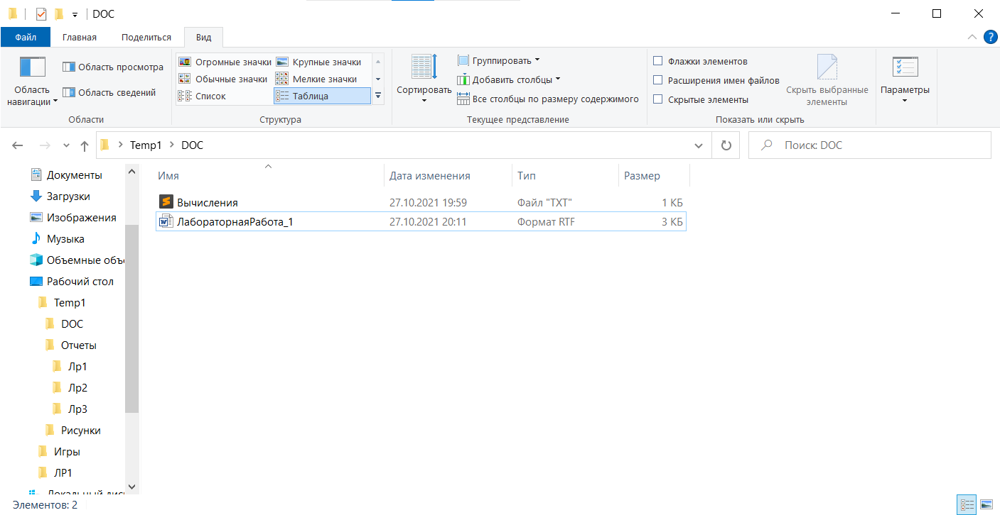 DOC
Файл Главная Поделиться Вид
Область навигации
Область просмотра
Область сведений
Области
Огромные значки Крупные значки
Обычные значки Мелкие значки
Список Таблица
Структура
Сортировать
Группировать
Добавить столбцы
Все столбцы по размеру содержимого
Текущее представление
Флажки элементов
Расширения имен файлов
Скрытые элементы
Скрыть выбранные
элементы
Показать или скрыть
Параметры
Temp1 DOC
Поиск: DOC
Документы
Загрузки
Изображения
Музыка
Объемные объе
Рабочий стол
Temp1
DOC
Отчеты
Лр1
Лр2
Лр3
Рисунки
Игры
ЛР1
Локальный дис
Имя Дата изменения Тип Размер
Вычисления 27.10.2021 19:59 Файл "TXT" 1 КБ
ЛабораторнаяРабота_1 27.10.2021 20:11 Формат RTF 3 КБ
Элементов: 2